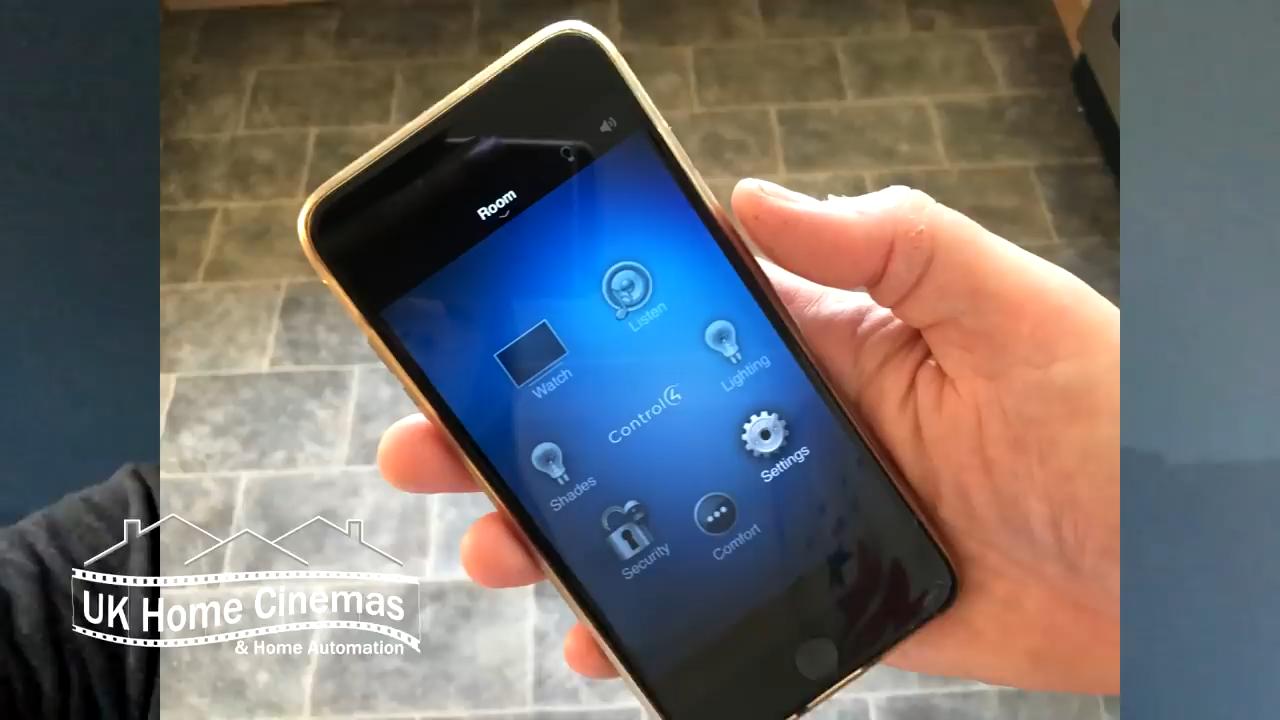 Room
Listen
Watch
Lighting
Control4
Settings
Shades
Comfort
Security
UK Home Cinemas
& Home Automation